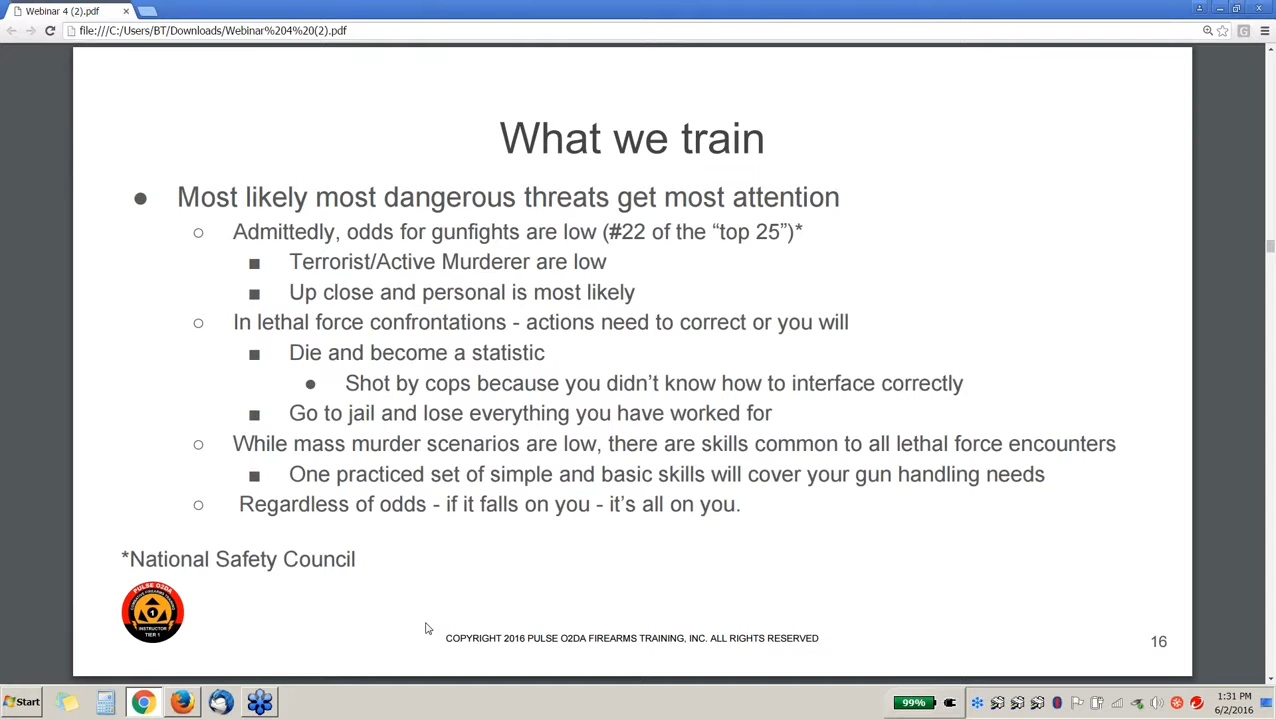 Webinar 4 (2).pdf
file:///C:/Users/BT/Downloads/Webinar%204%20(2).pdf
What we train
● Most likely most dangerous threats get most attention
○ Admittedly, odds for gunfights are low (#22 of the “top 25”)*
■ Terrorist/Active Murderer are low
■ Up close and personal is most likely
○ In lethal force confrontations - actions need to correct or you will
■ Die and become a statistic
● Shot by cops because you didn’t know how to interface correctly
■ Go to jail and lose everything you have worked for
○ While mass murder scenarios are low, there are skills common to all lethal force encounters
■ One practiced set of simple and basic skills will cover your gun handling needs
○ Regardless of odds - if it falls on you - it’s all on you.
*National Safety Council
PULSE O2DA
1
INSTRUCTOR
TIER 1
COPYRIGHT 2016 PULSE O2DA FIREARMS TRAINING, INC. ALL RIGHTS RESERVED
16
Start
99%
1:31 PM
6/2/2016